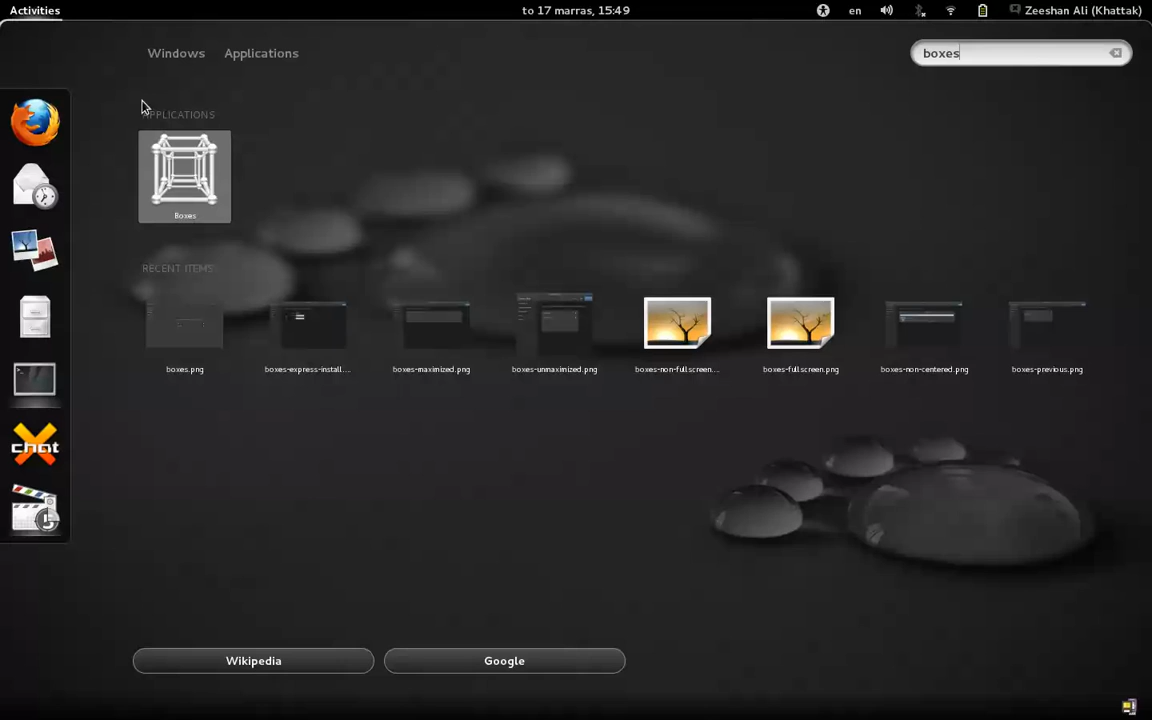 Activities
to 17 marras, 15:49
en
Zeeshan Ali (Khattak)
Windows
Applications
boxes
APPLICATIONS
Boxes
RECENT ITEMS
boxes.png
boxes-express-install...
boxes-maximized.png
boxes-unmaximized.png
boxes-non-fullscreen...
boxes-fullscreen.png
boxes-non-centered.png
boxes-previous.png
chat
5
Wikipedia
Google